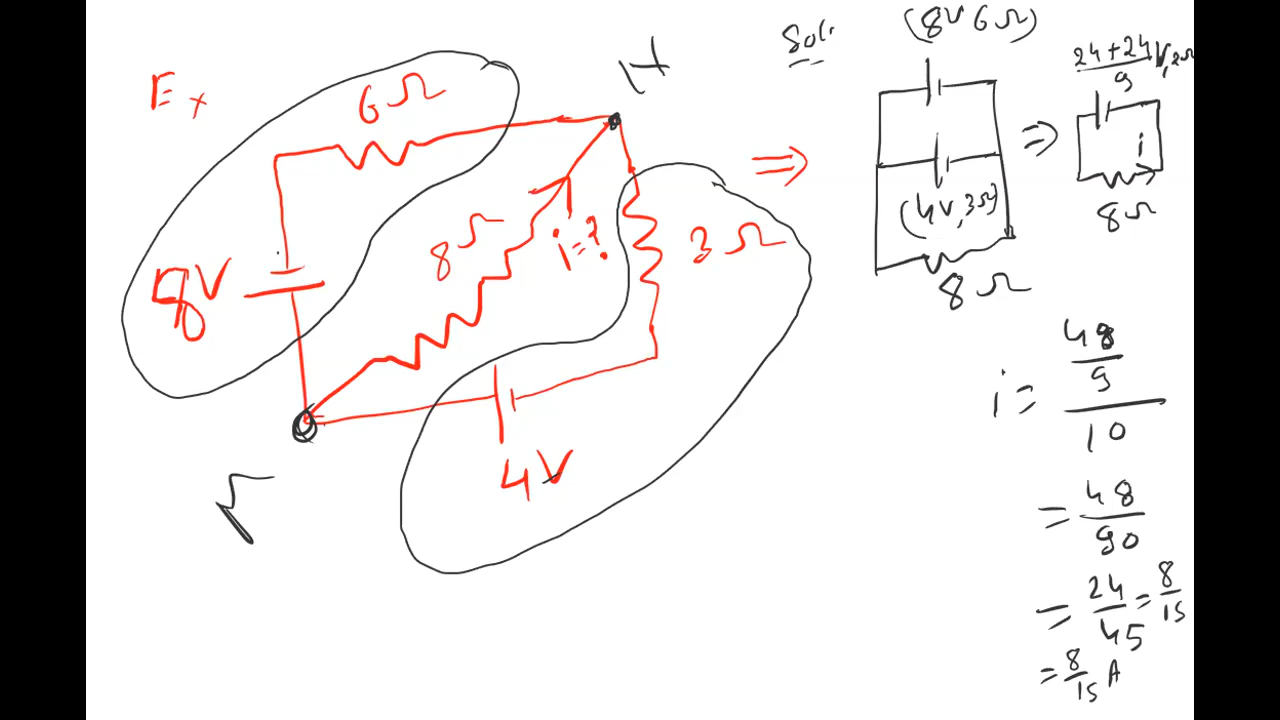 Ex
6Ω
8V
8Ω
i=?
3Ω
4V
Sol:
(8V 6Ω)
(4V, 3Ω)
8Ω
24+24/9 V, 2Ω
i
8Ω
i = 48/9 / 10
= 48/90
= 24/45 = 8/15
= 8/15 A